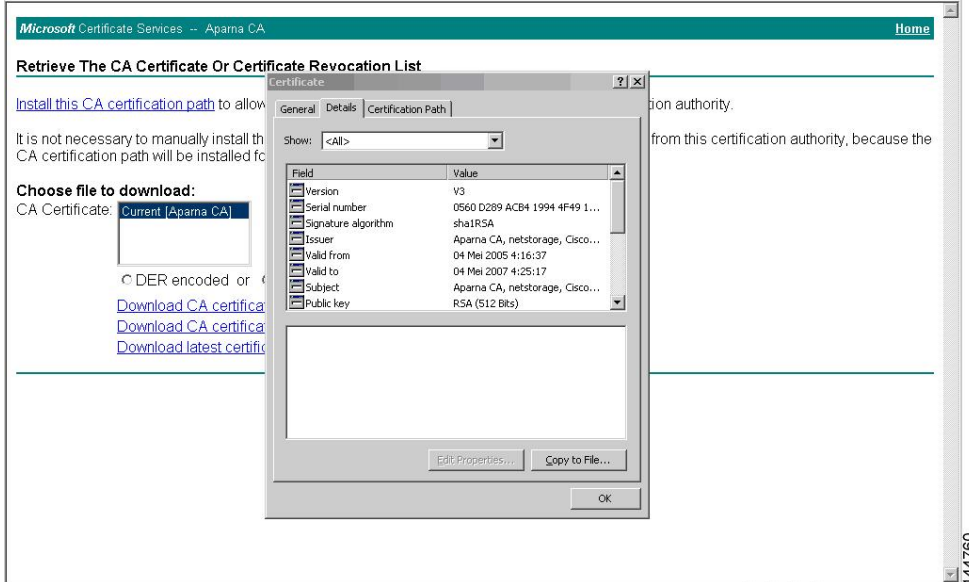 Microsoft Certificate Services -- Aparna CA
Home
Retrieve The CA Certificate Or Certificate Revocation List
Install this CA certification path to allow
tion authority.
It is not necessary to manually install th
from this certification authority, because the
CA certification path will be installed fo
Choose file to download:
CA Certificate:
Current [Aparna CA]
DER encoded or
Download CA certifica
Download CA certifica
Download latest certific
Certificate
General
Details
Certification Path
Show:
<All>
Field Value
Version V3
Serial number 0560 D289 ACB4 1994 4F49 1...
Signature algorithm sha1RSA
Issuer Aparna CA, netstorage, Cisco...
Valid from 04 Mei 2005 4:16:37
Valid to 04 Mei 2007 4:25:17
Subject Aparna CA, netstorage, Cisco...
Public key RSA (512 Bits)
Edit Properties...
Copy to File...
OK